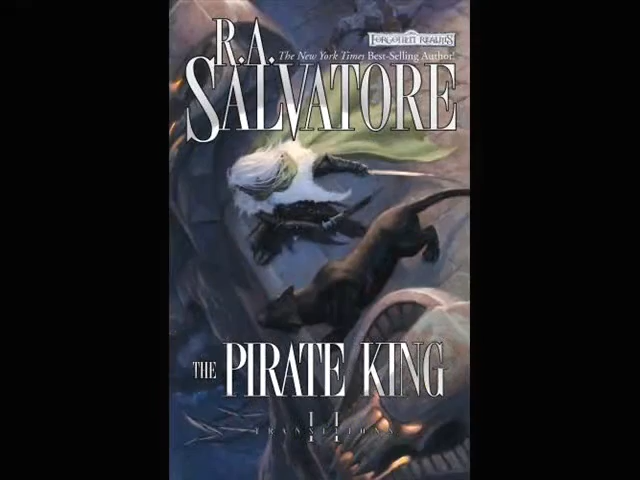 R.A.
FORGOTTEN REALMS
The New York Times Best-Selling Author!
SALVATORE
THE PIRATE KING
II
TRANSITIONS